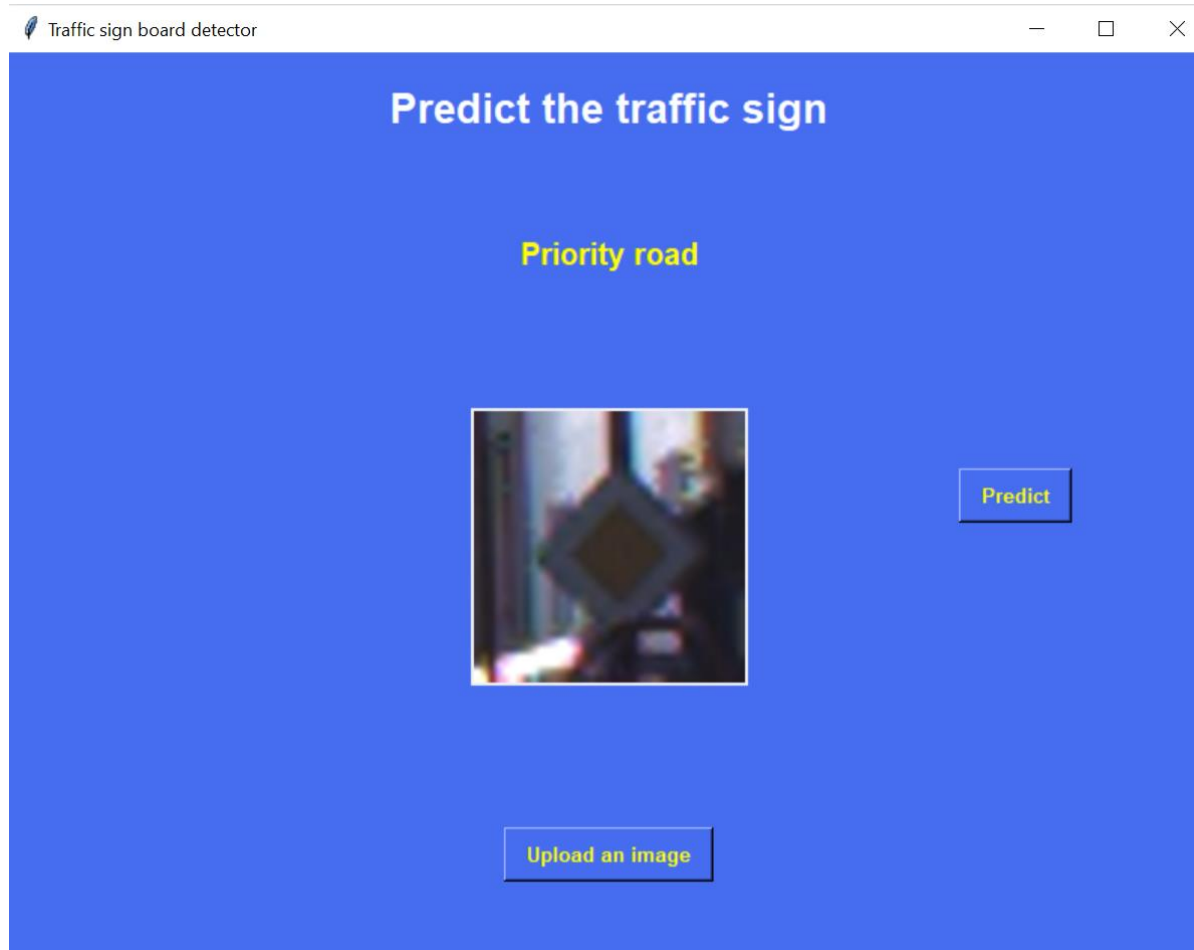 Traffic sign board detector
Predict the traffic sign
Priority road
Predict
Upload an image